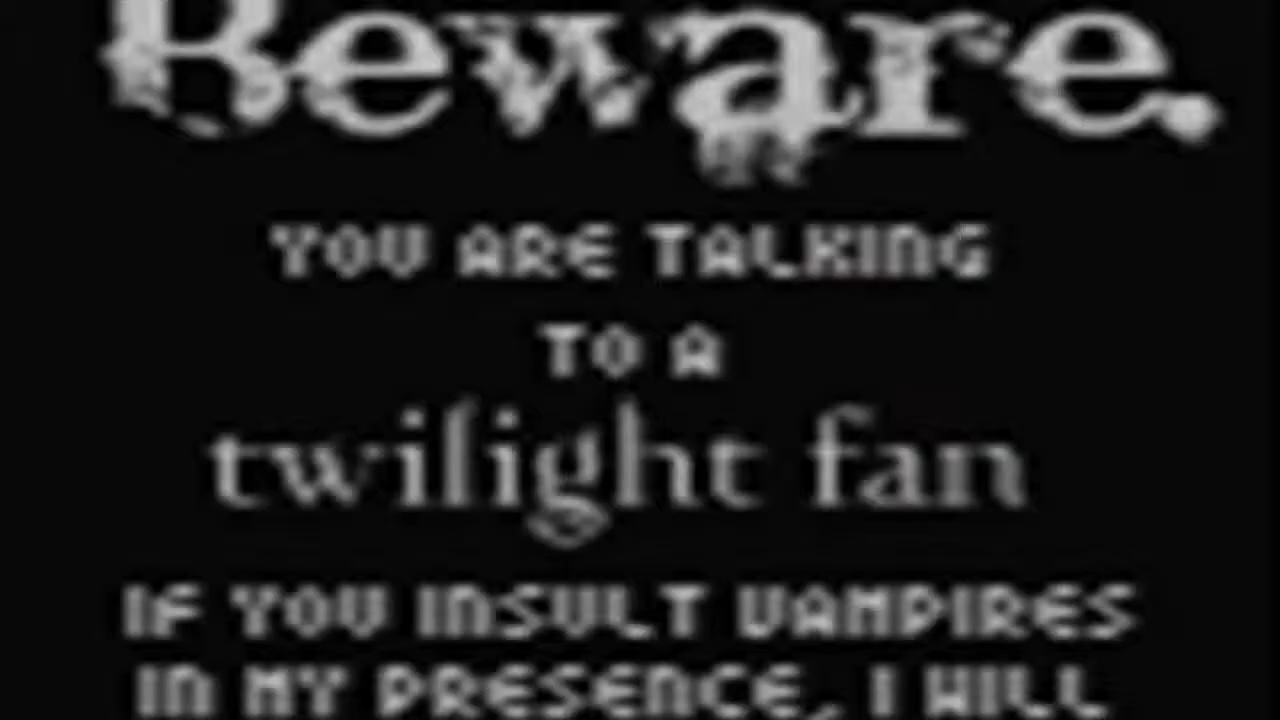 Beware.
YOU ARE TALKING
TO A
twilight fan
IF YOU INSULT VAMPIRES
IN MY PRESENCE, I WILL